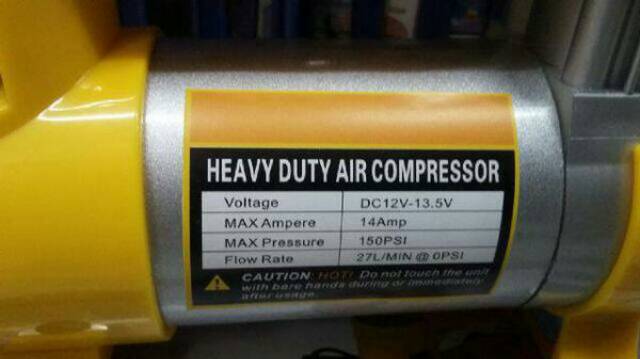 HEAVY DUTY AIR COMPRESSOR
Voltage DC12V-13.5V
MAX Ampere 14Amp
MAX Pressure 150PSI
Flow Rate 27L/MIN @ 0PSI
CAUTION: HOT! Do not touch the unit
with bare hands during or immediately
after usage.